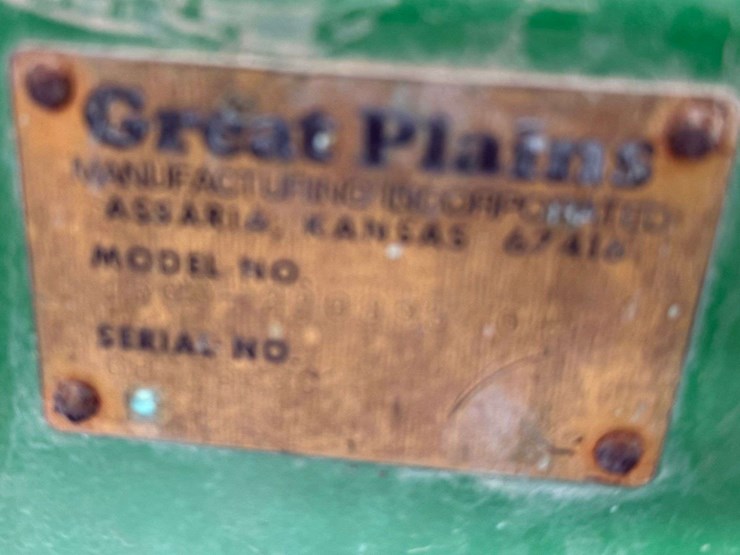 Great Plains
MANUFACTURING INCORPORATED
ASSARIA, KANSAS 67416
MODEL NO.
SERIAL NO.